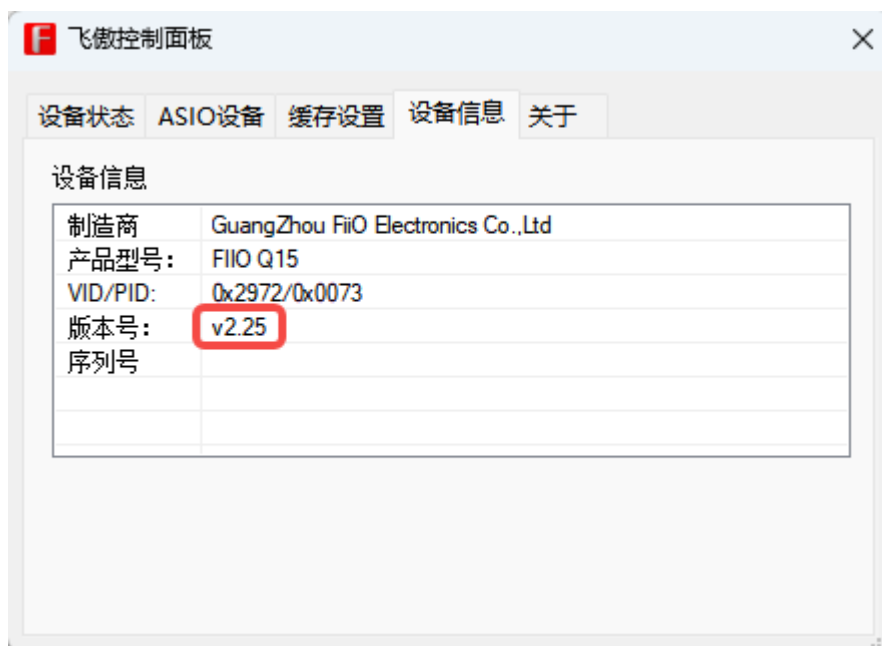 飞傲控制面板
设备状态 ASIO设备 缓存设置 设备信息 关于
设备信息
制造商 GuangZhou FiiO Electronics Co.,Ltd
产品型号: FIIO Q15
VID/PID: 0x2972/0x0073
版本号: v2.25
序列号